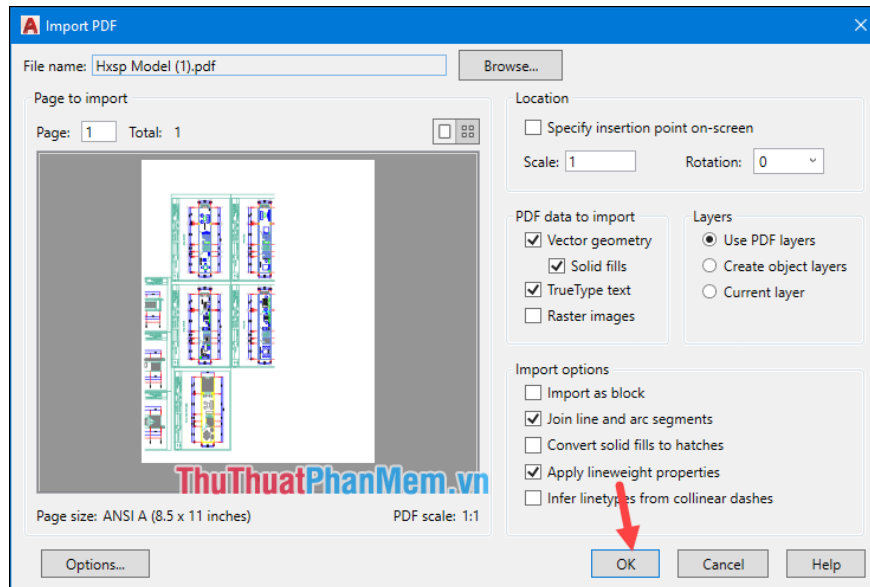 Import PDF
File name: Hxsp Model (1).pdf Browse...
Page to import
Page: 1 Total: 1
ThuThuatPhanMem.vn
Page size: ANSI A (8.5 x 11 inches) PDF scale: 1:1
Location
Specify insertion point on-screen
Scale: 1 Rotation: 0
PDF data to import
Vector geometry
Solid fills
TrueType text
Raster images
Layers
Use PDF layers
Create object layers
Current layer
Import options
Import as block
Join line and arc segments
Convert solid fills to hatches
Apply lineweight properties
Infer linetypes from collinear dashes
Options... OK Cancel Help